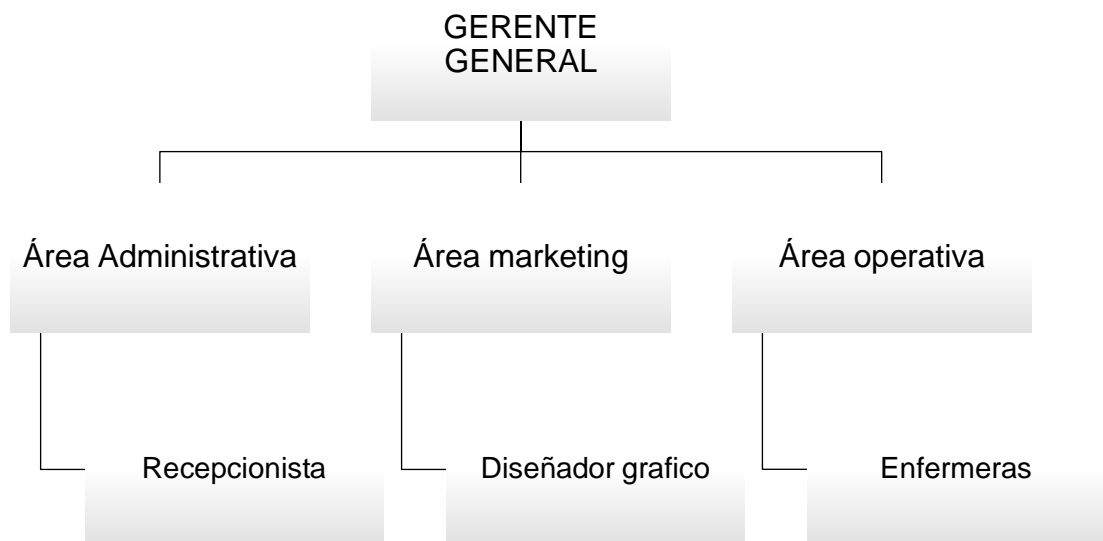 GERENTE
GENERAL
Área Administrativa
Área marketing
Área operativa
Recepcionista
Diseñador grafico
Enfermeras